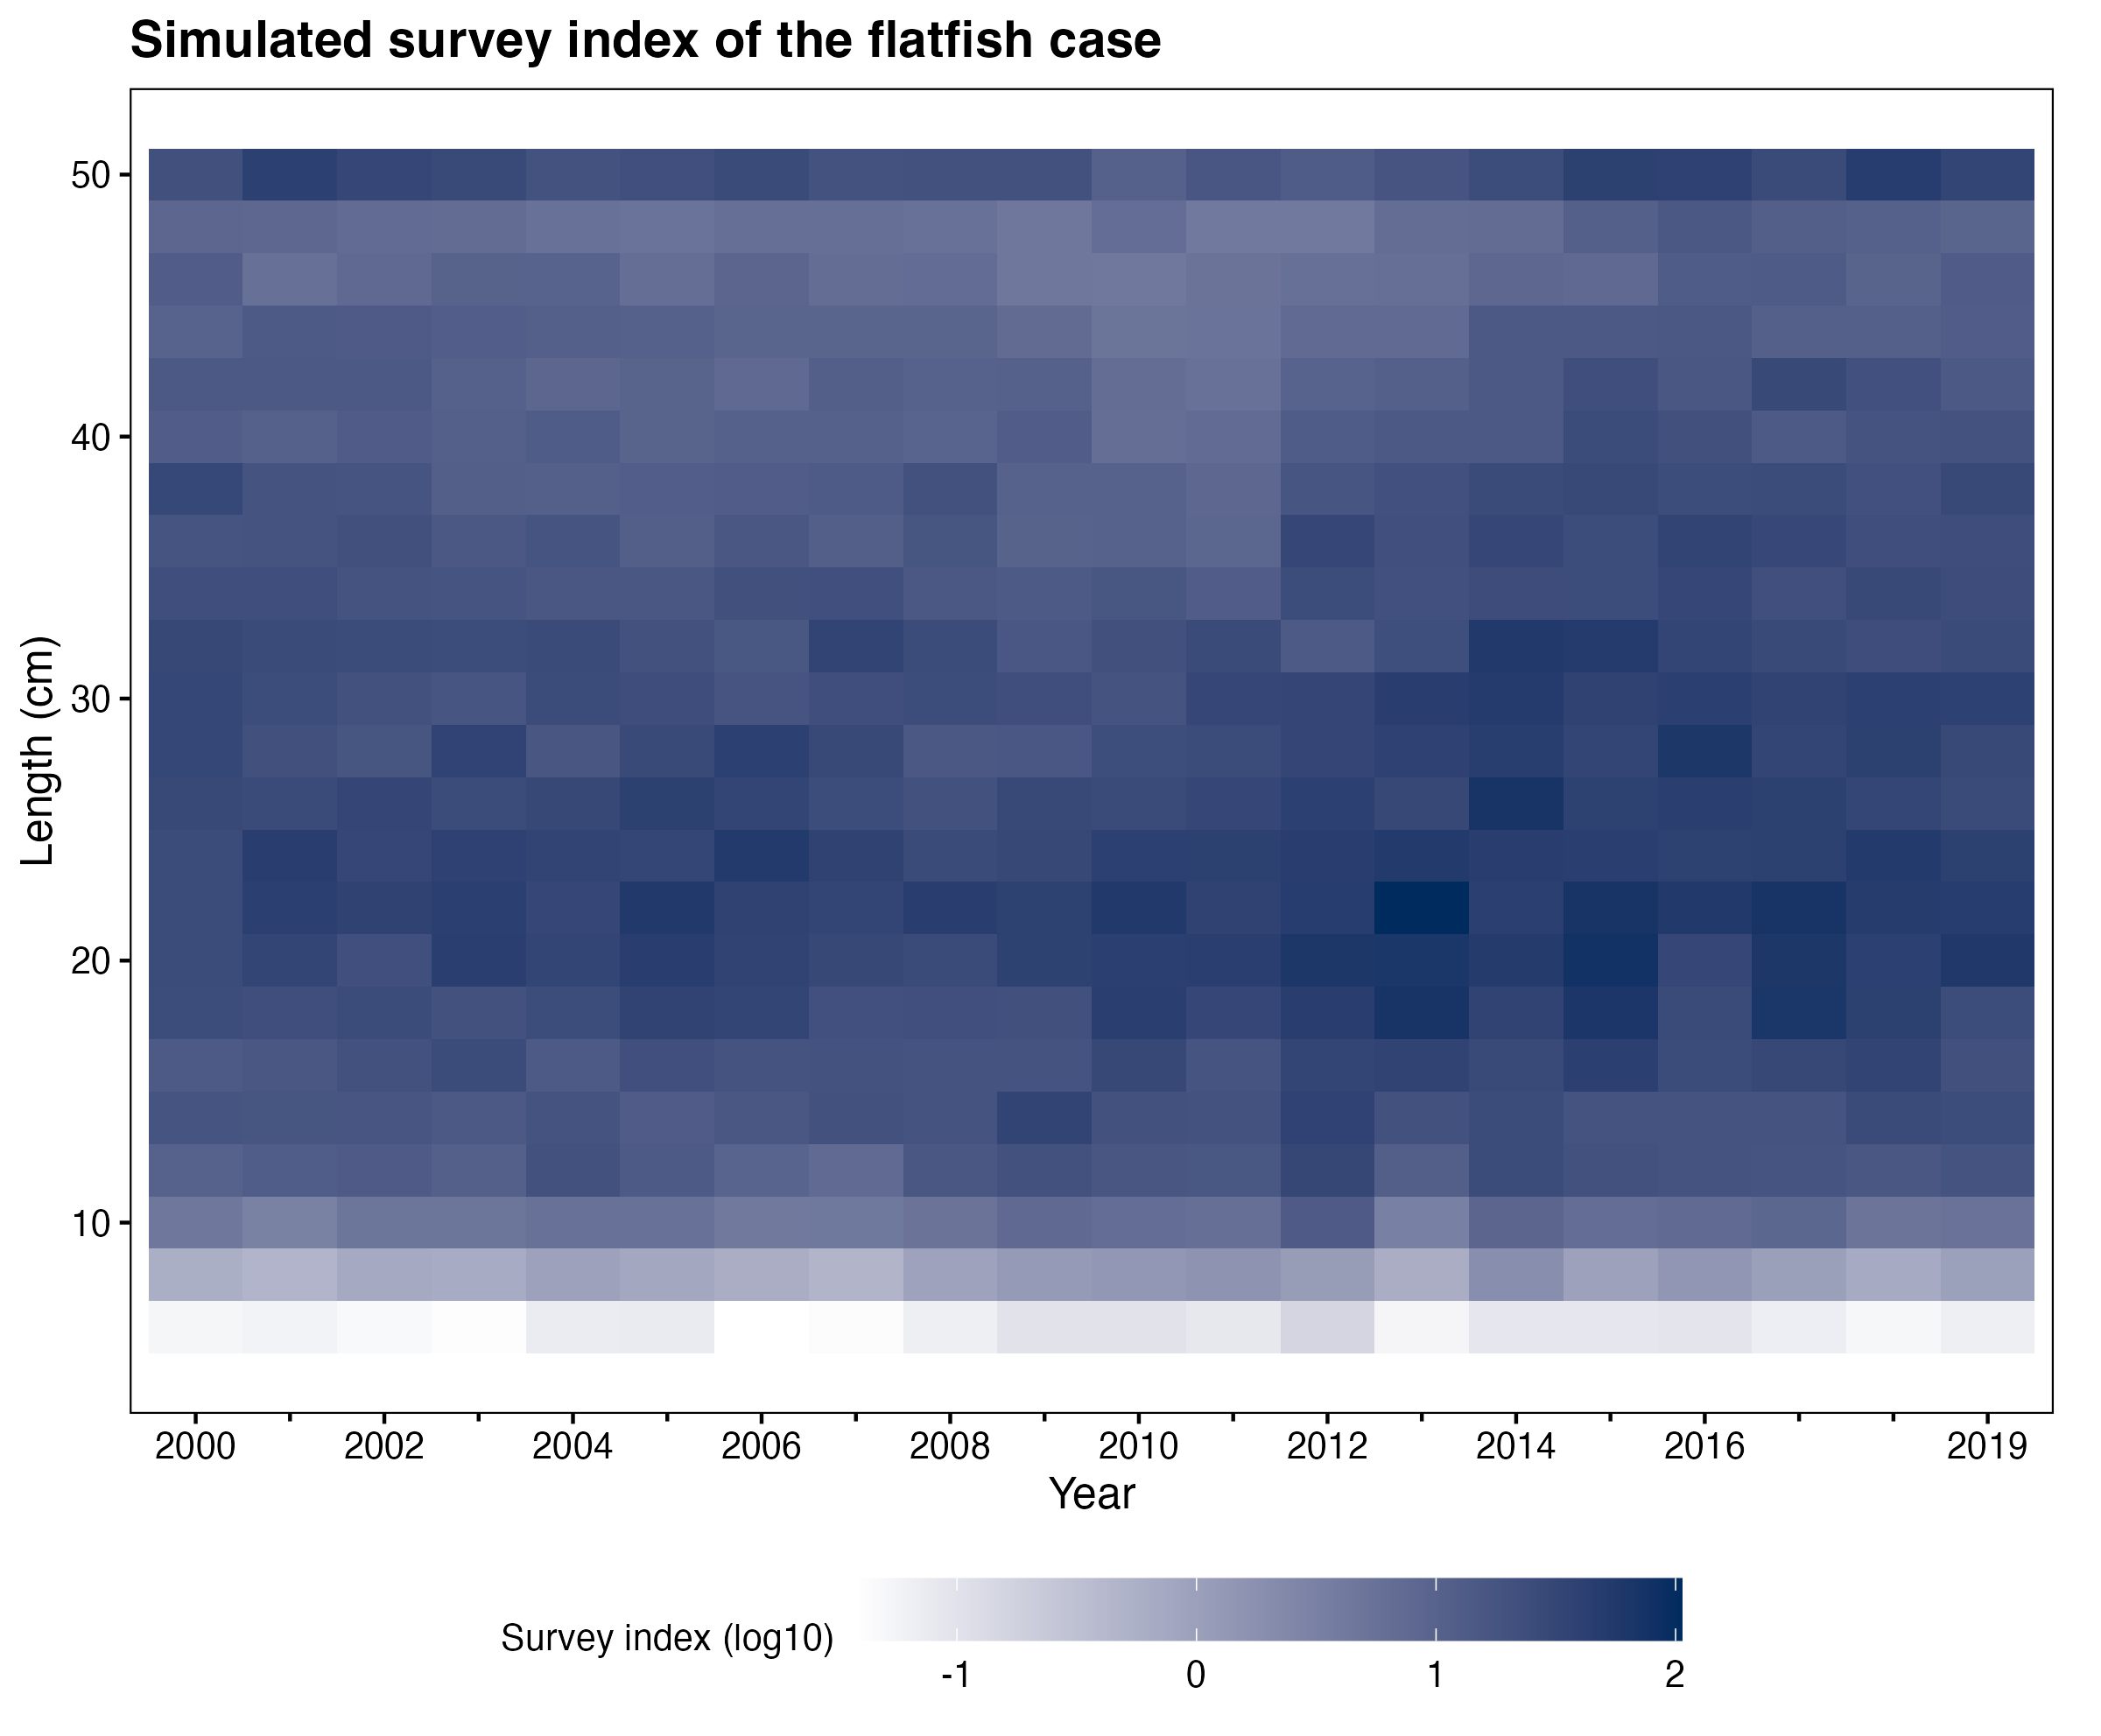 Simulated survey index of the flatfish case
50
40
30
20
10
Length (cm)
2000 2002 2004 2006 2008 2010 2012 2014 2016 2019
Year
Survey index (log10)
-1 0 1 2